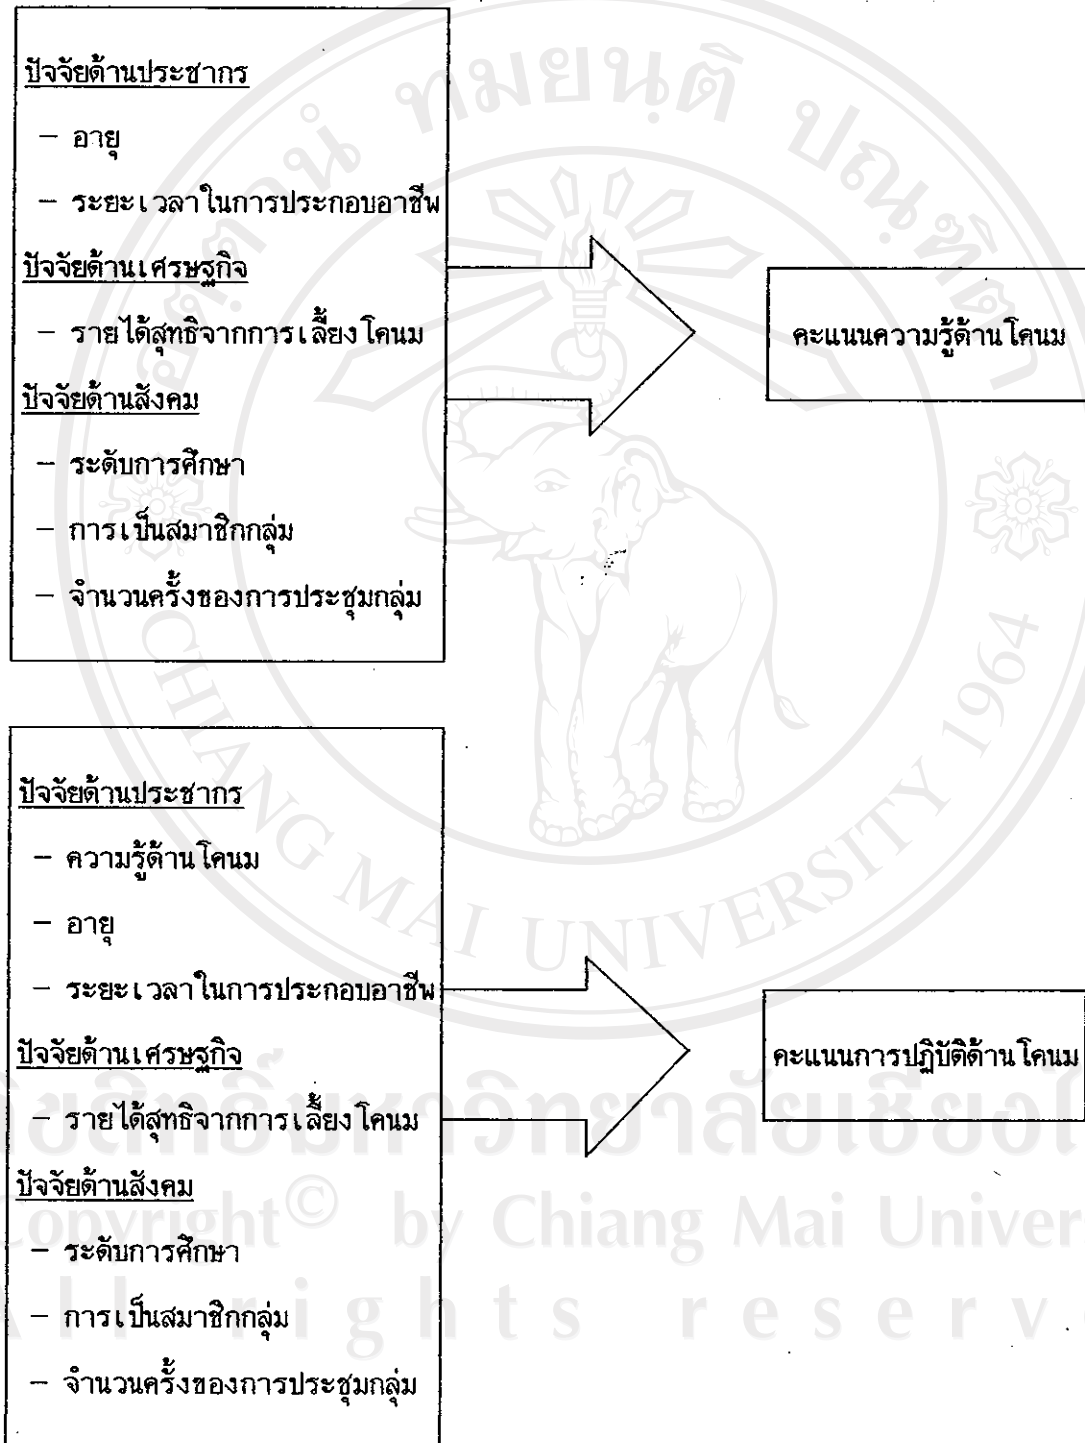 ปัจจัยด้านประชากร
- อายุ
- ระยะเวลาในการประกอบอาชีพ
ปัจจัยด้านเศรษฐกิจ
- รายได้สุทธิจากการเลี้ยงโคนม
ปัจจัยด้านสังคม
- ระดับการศึกษา
- การเป็นสมาชิกกลุ่ม
- จำนวนครั้งของการประชุมกลุ่ม
คะแนนความรู้ด้านโคนม
ปัจจัยด้านประชากร
- ความรู้ด้านโคนม
- อายุ
- ระยะเวลาในการประกอบอาชีพ
ปัจจัยด้านเศรษฐกิจ
- รายได้สุทธิจากการเลี้ยงโคนม
ปัจจัยด้านสังคม
- ระดับการศึกษา
- การเป็นสมาชิกกลุ่ม
- จำนวนครั้งของการประชุมกลุ่ม
คะแนนการปฏิบัติด้านโคนม
CHIANG MAI UNIVERSITY 1964
Copyright© by Chiang Mai Univer
rights reserv